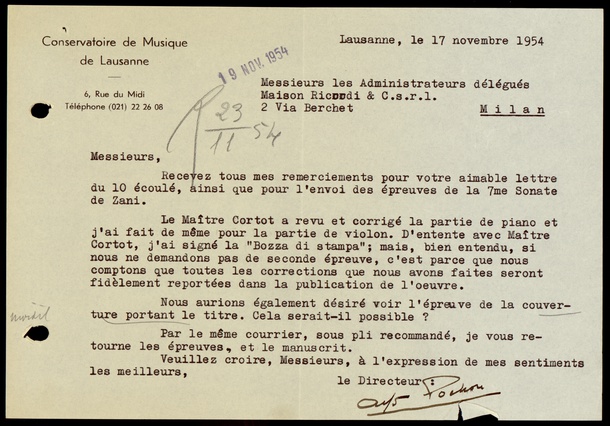 Conservatoire de Musique
de Lausanne
6, Rue du Midi
Téléphone (021) 22 26 08
Lausanne, le 17 novembre 1954
19 NOV. 1954
Messieurs les Administrateurs délégués
Maison Ricordi & C.s.r.l.
2 Via Berchet
Milan
R 23/11 54
Messieurs,
Recevez tous mes remerciements pour votre aimable lettre
du 10 écoulé, ainsi que pour l'envoi des épreuves de la 7me Sonate
de Zani.
Le Maître Cortot a revu et corrigé la partie de piano et
j'ai fait de même pour la partie de violon. D'entente avec Maître
Cortot, j'ai signé la "Bozza di stampa"; mais, bien entendu, si
nous ne demandons pas de seconde épreuve, c'est parce que nous
comptons que toutes les corrections que nous avons faites seront
fidèlement reportées dans la publication de l'oeuvre.
Nous aurions également désiré voir l'épreuve de la couver-
ture portant le titre. Cela serait-il possible ?
Par le même courrier, sous pli recommandé, je vous re-
tourne les épreuves, et le manuscrit.
Veuillez croire, Messieurs, à l'expression de mes sentiments
les meilleurs,
le Directeur:
Pochon